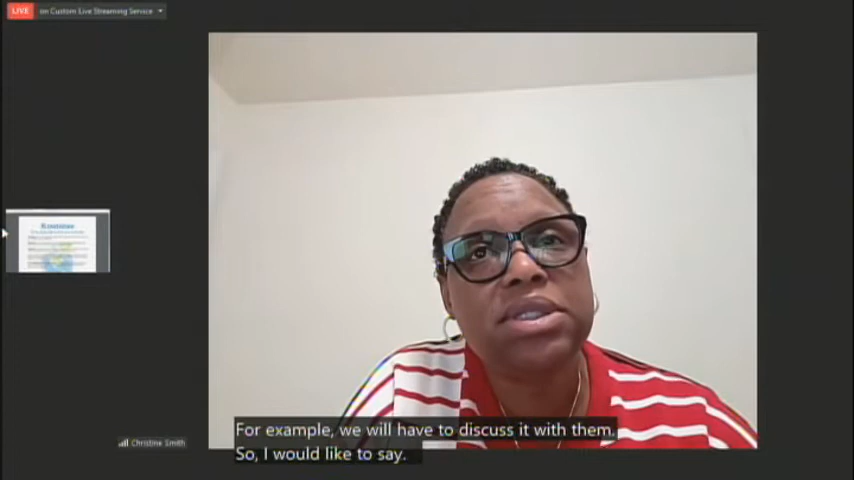 LIVE on Custom Live Streaming Service
Christine Smith
For example, we will have to discuss it with them.
So, I would like to say.